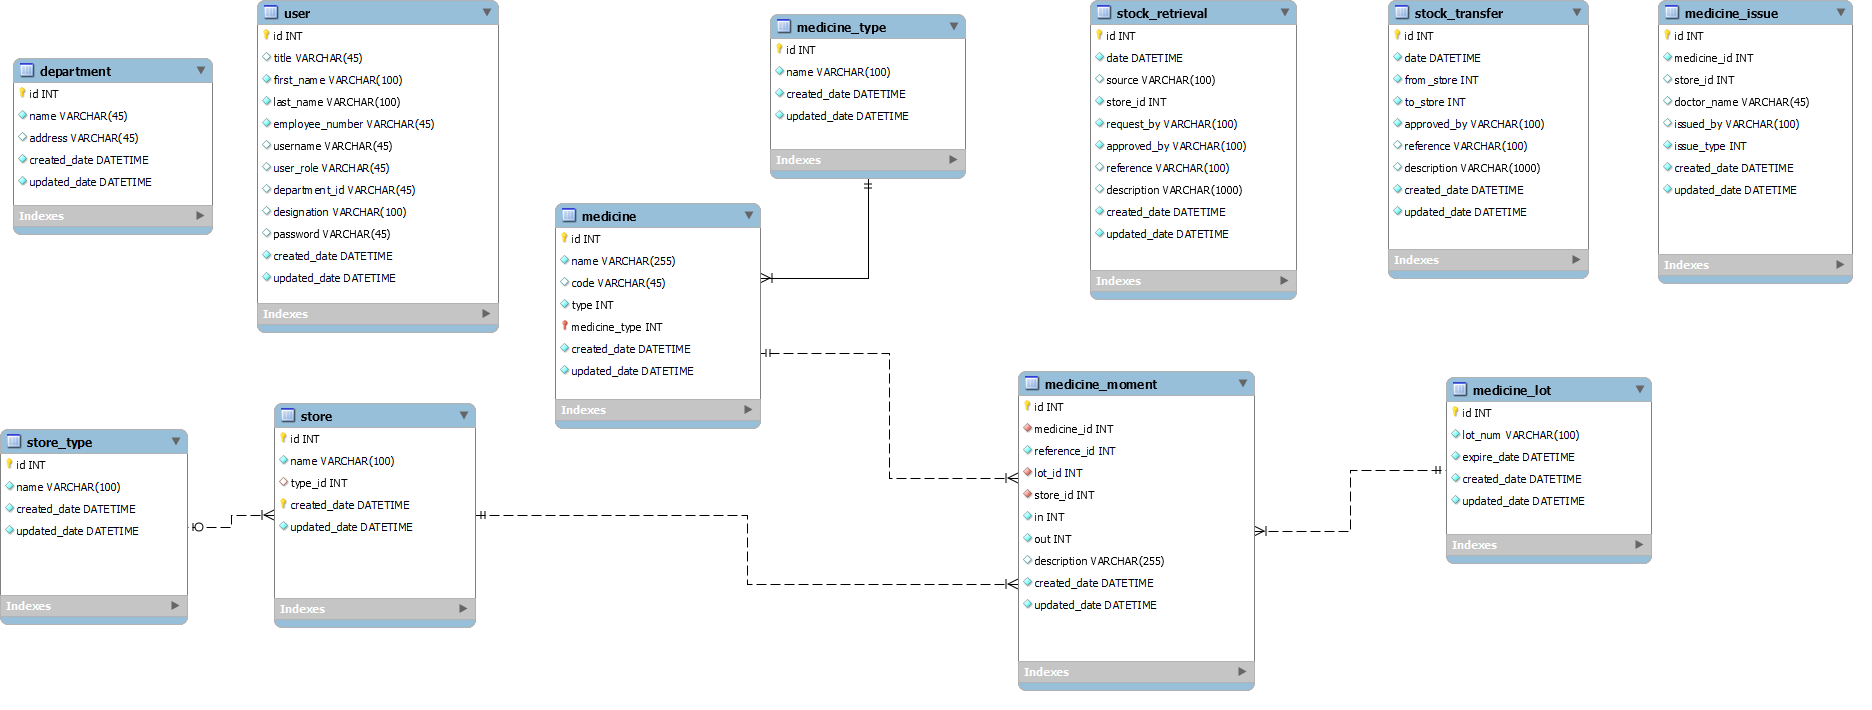 department
id INT
name VARCHAR(45)
address VARCHAR(45)
created_date DATETIME
updated_date DATETIME
Indexes
user
id INT
title VARCHAR(45)
first_name VARCHAR(100)
last_name VARCHAR(100)
employee_number VARCHAR(45)
username VARCHAR(45)
user_role VARCHAR(45)
department_id VARCHAR(45)
designation VARCHAR(100)
password VARCHAR(45)
created_date DATETIME
updated_date DATETIME
Indexes
medicine_type
id INT
name VARCHAR(100)
created_date DATETIME
updated_date DATETIME
Indexes
stock_retrieval
id INT
date DATETIME
source VARCHAR(100)
store_id INT
request_by VARCHAR(100)
approved_by VARCHAR(100)
reference VARCHAR(100)
description VARCHAR(1000)
created_date DATETIME
updated_date DATETIME
Indexes
stock_transfer
id INT
date DATETIME
from_store INT
to_store INT
approved_by VARCHAR(100)
reference VARCHAR(100)
description VARCHAR(1000)
created_date DATETIME
updated_date DATETIME
Indexes
medicine_issue
id INT
medicine_id INT
store_id INT
doctor_name VARCHAR(45)
issued_by VARCHAR(100)
issue_type INT
created_date DATETIME
updated_date DATETIME
Indexes
medicine
id INT
name VARCHAR(255)
code VARCHAR(45)
type INT
medicine_type INT
created_date DATETIME
updated_date DATETIME
Indexes
store_type
id INT
name VARCHAR(100)
created_date DATETIME
updated_date DATETIME
Indexes
store
id INT
name VARCHAR(100)
type_id INT
created_date DATETIME
updated_date DATETIME
Indexes
medicine_moment
id INT
medicine_id INT
reference_id INT
lot_id INT
store_id INT
in INT
out INT
description VARCHAR(255)
created_date DATETIME
updated_date DATETIME
Indexes
medicine_lot
id INT
lot_num VARCHAR(100)
expire_date DATETIME
created_date DATETIME
updated_date DATETIME
Indexes